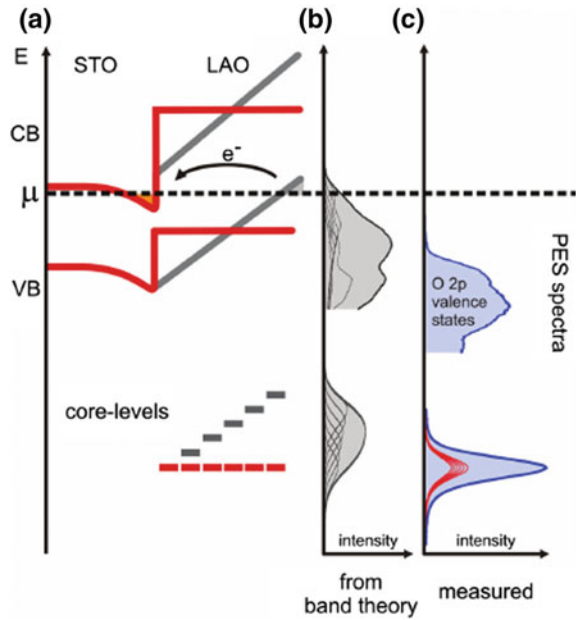 (a)
(b)
(c)
E
STO
LAO
CB
e⁻
μ
VB
O 2p
valence
states
PES spectra
core-levels
intensity
intensity
from
band theory
measured